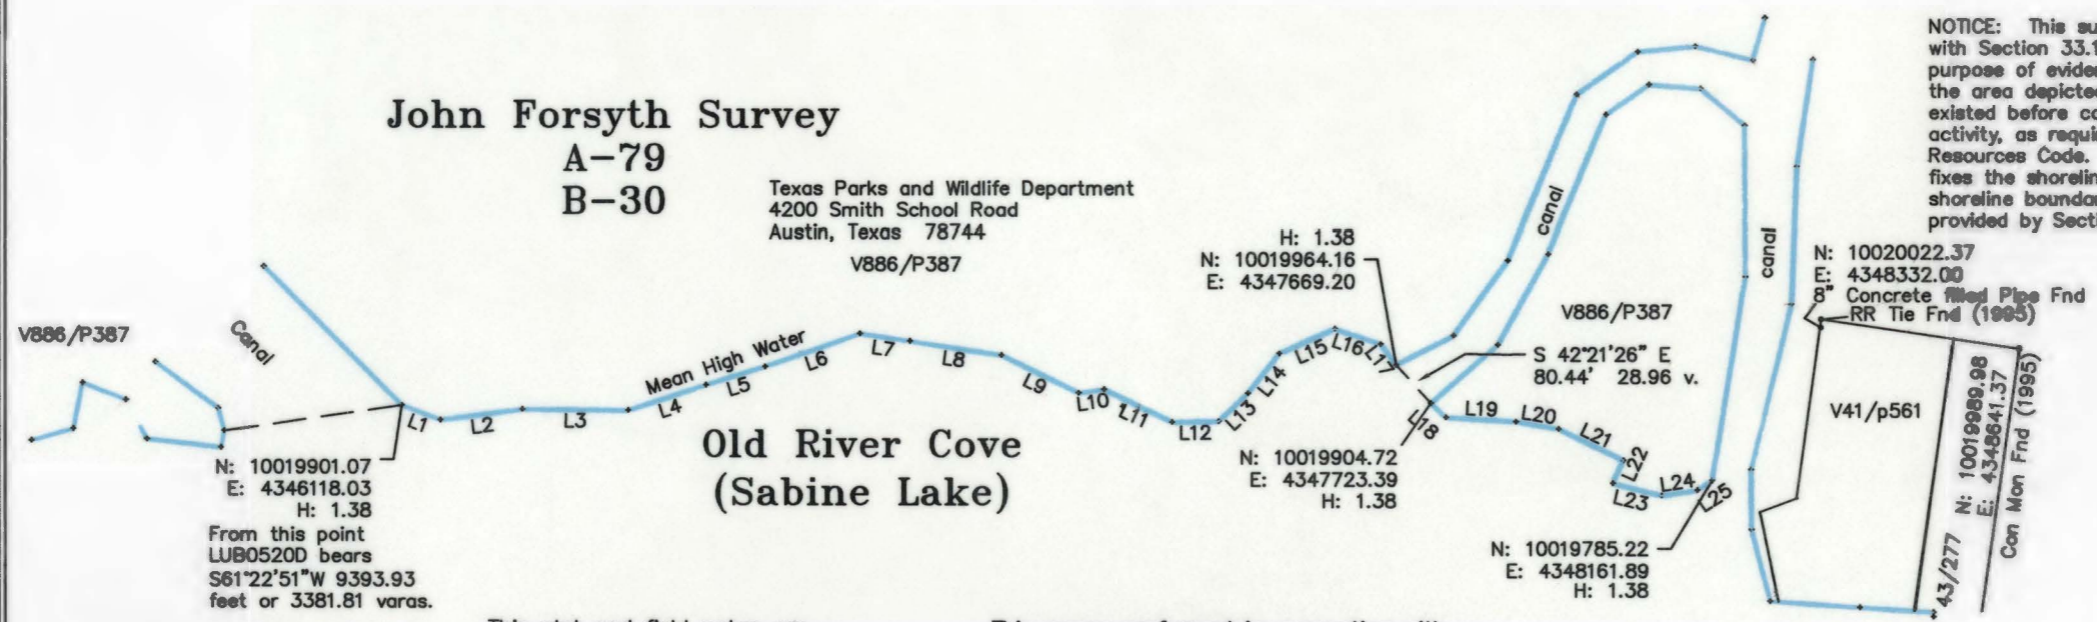 NOTICE: This su
with Section 33.1
purpose of evider
the area depicte
existed before co
activity, as requi
Resources Code.
fixes the shorelin
shoreline boundar
provided by Secti
John Forsyth Survey
A-79
B-30
Texas Parks and Wildlife Department
4200 Smith School Road
Austin, Texas 78744
V886/P387
H: 1.38
N: 10019964.16
E: 4347669.20
canal
canal
N: 10020022.37
E: 4348332.00
8" Concrete filled Pipe Fnd
RR Tie Fnd (1995)
V886/P387
S 42°21'26" E
80.44' 28.96 v.
V886/P387
Canal
Mean High Water
L1
L2
L3
L4
L5
L6
L7
L8
L9
L10
L11
L12
L13
L14
L15
L16
L17
L18
L19
L20
L21
L22
L23
L24
L25
Old River Cove
(Sabine Lake)
N: 10019901.07
E: 4346118.03
H: 1.38
From this point
LUB0520D bears
S61°22'51"W 9393.93
feet or 3381.81 varas.
N: 10019904.72
E: 4347723.39
H: 1.38
N: 10019785.22
E: 4348161.89
H: 1.38
V41/p561
43/277
N: 10019989.98
E: 4348641.37
Con Mon Fnd (1995)